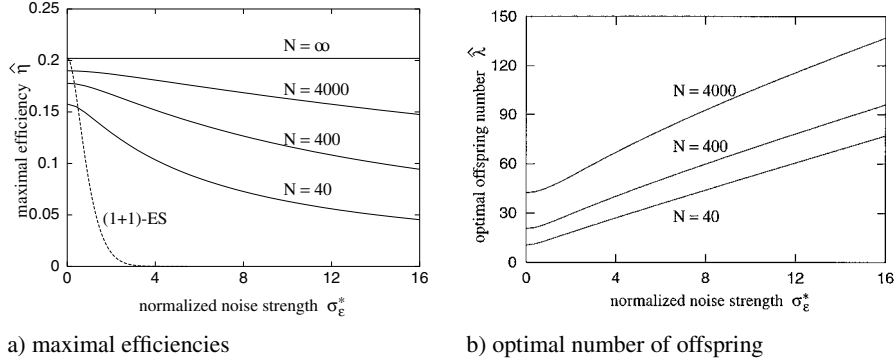 0.25
0.2
0.15
0.1
0.05
0
maximal efficiency η̂
N = ∞
N = 4000
N = 400
N = 40
(1+1)-ES
0 4 8 12 16
normalized noise strength σ*ε
a) maximal efficiencies
150
120
90
60
30
0
optimal offspring number λ̂
N = 4000
N = 400
N = 40
0 4 8 12 16
normalized noise strength σ*ε
b) optimal number of offspring